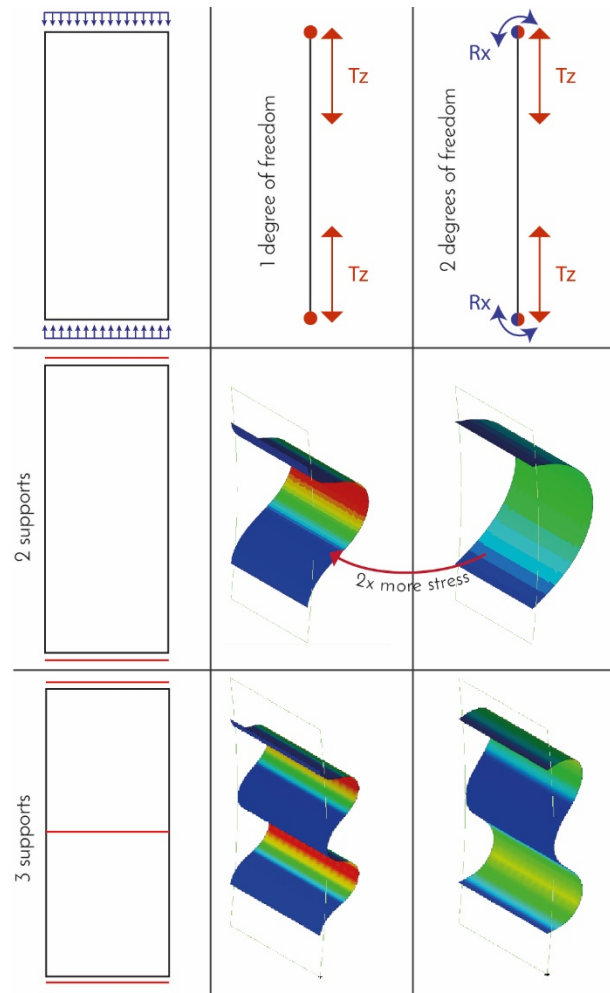 1 degree of freedom
Tz
Tz
2 degrees of freedom
Rx
Tz
Rx
Tz
2 supports
2x more stress
3 supports